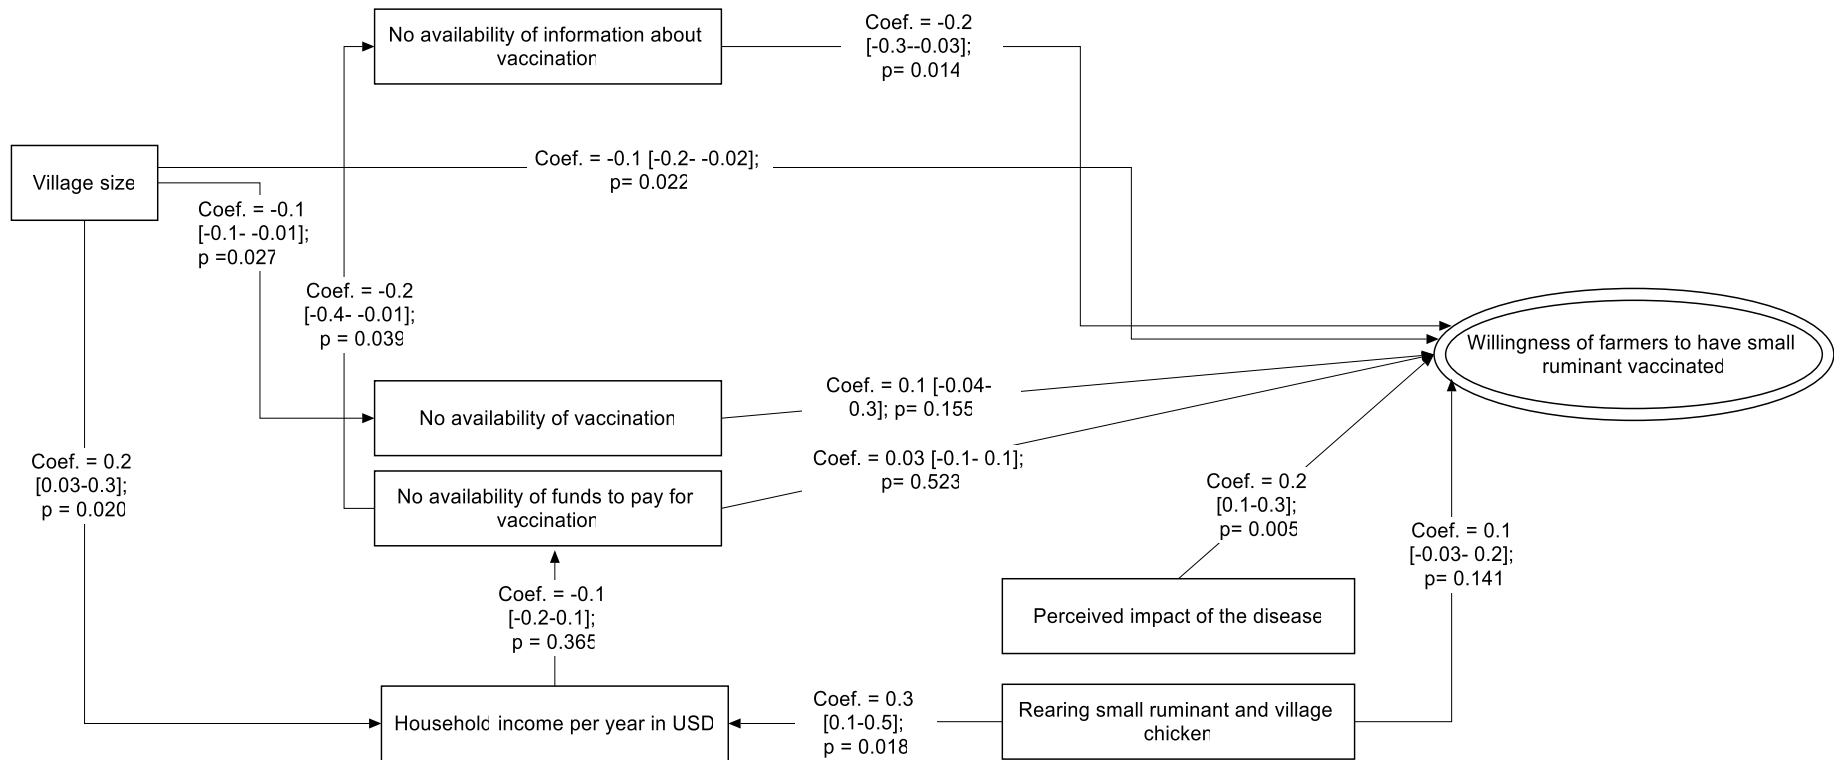 No availability of information about
vaccination
Coef. = -0.2
[-0.3--0.03];
p= 0.014
Village size
Coef. = -0.1 [-0.2- -0.02];
p= 0.022
Coef. = -0.1
[-0.1- -0.01];
p =0.027
Coef. = -0.2
[-0.4- -0.01];
p = 0.039
Willingness of farmers to have small
ruminant vaccinated
No availability of vaccination
Coef. = 0.1 [-0.04-
0.3]; p= 0.155
Coef. = 0.2
[0.03-0.3];
p = 0.020
No availability of funds to pay for
vaccination
Coef. = 0.03 [-0.1- 0.1];
p= 0.523
Coef. = 0.2
[0.1-0.3];
p= 0.005
Coef. = 0.1
[-0.03- 0.2];
p= 0.141
Coef. = -0.1
[-0.2-0.1];
p = 0.365
Perceived impact of the disease
Household income per year in USD
Coef. = 0.3
[0.1-0.5];
p = 0.018
Rearing small ruminant and village
chicken